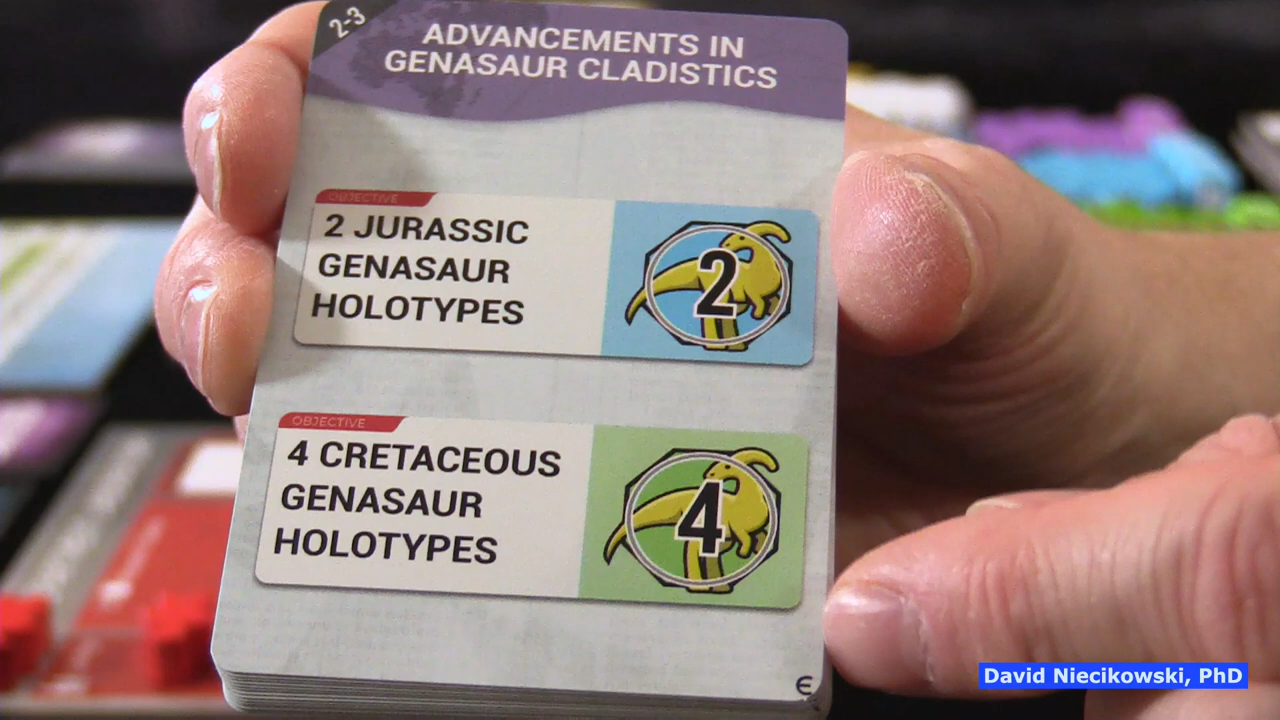 2-3
ADVANCEMENTS IN
GENASAUR CLADISTICS
OBJECTIVE
2 JURASSIC
GENASAUR
HOLOTYPES
2
OBJECTIVE
4 CRETACEOUS
GENASAUR
HOLOTYPES
4
Є
David Niecikowski, PhD